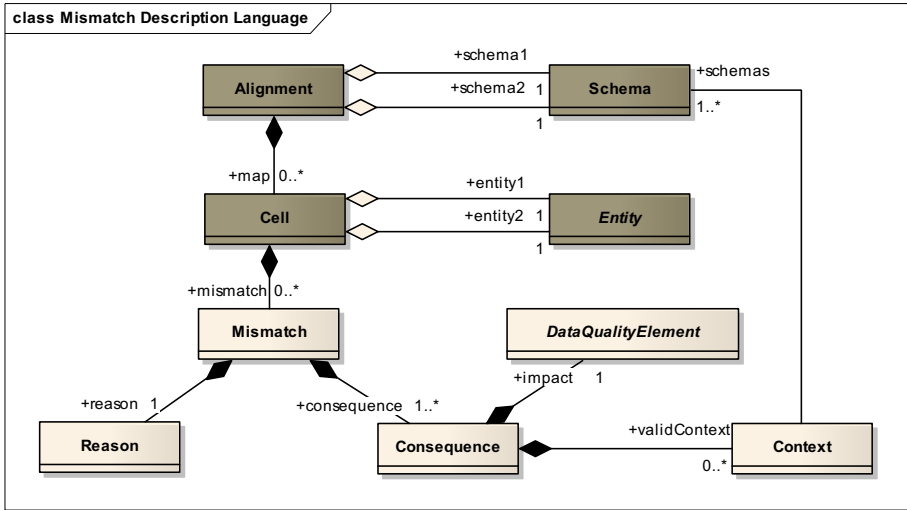 class Mismatch Description Language
+schema1
Alignment
Schema
+schemas
+schema2
1
1
1..*
+map 0..*
+entity1
Cell
Entity
+entity2
1
1
+mismatch 0..*
Mismatch
DataQualityElement
+impact 1
+reason 1
+consequence 1..*
Reason
Consequence
+validContext
Context
0..*